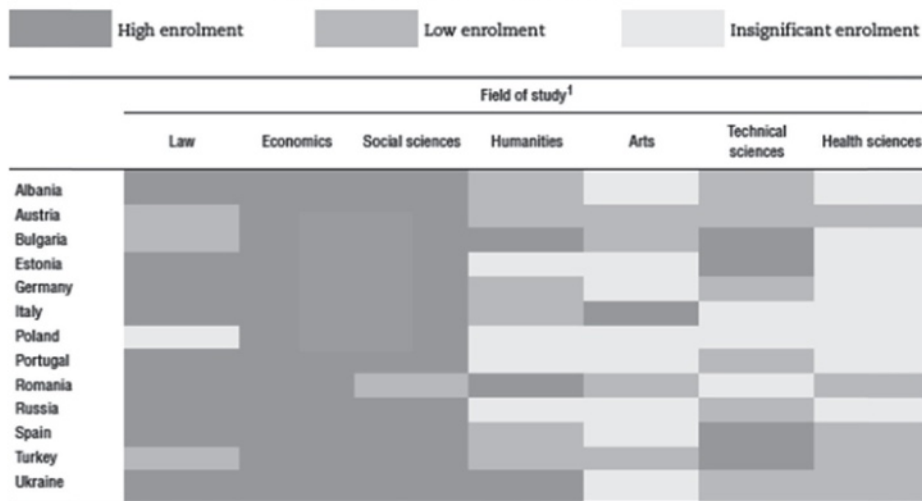 High enrolment Low enrolment Insignificant enrolment
Field of study1
Law Economics Social sciences Humanities Arts Technical sciences Health sciences
Albania
Austria
Bulgaria
Estonia
Germany
Italy
Poland
Portugal
Romania
Russia
Spain
Turkey
Ukraine